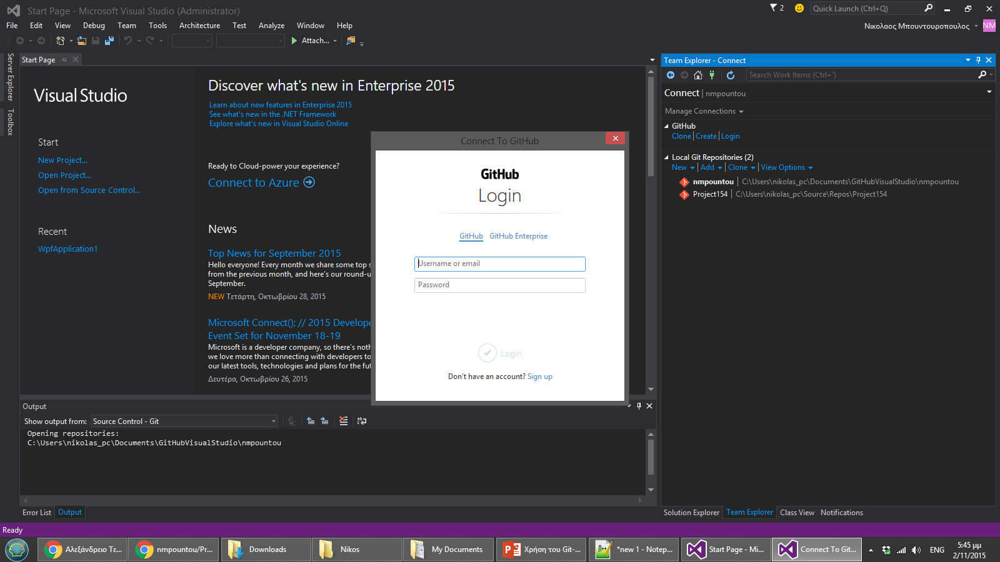 Start Page - Microsoft Visual Studio (Administrator)
2
Quick Launch (Ctrl+Q)
File Edit View Debug Team Tools Architecture Test Analyze Window Help
Νικολαος Μπουντουροπουλος NM
Attach...
Server Explorer
Toolbox
Start Page
Visual Studio
Start
New Project...
Open Project...
Open from Source Control...
Recent
WpfApplication1
Discover what's new in Enterprise 2015
Learn about new features in Enterprise 2015
See what's new in the .NET Framework
Explore what's new in Visual Studio Online
Ready to Cloud-power your experience?
Connect to Azure
News
Top News for September 2015
Hello everyone! Every month we share some top s
from the previous month, and here's our round-u
September.
NEW Τετάρτη, Οκτωβρίου 28, 2015
Microsoft Connect(); // 2015 Develope
Event Set for November 18-19
Microsoft is a developer company, so there's noth
we love more than connecting with developers to
our latest tools, technologies and plans for the fut
Δευτέρα, Οκτωβρίου 26, 2015
Connect To GitHub
GitHub
Login
GitHub GitHub Enterprise
Username or email
Password
Login
Don't have an account? Sign up
Team Explorer - Connect
Search Work Items (Ctrl+')
Connect | nmpountou
Manage Connections
GitHub
Clone | Create | Login
Local Git Repositories (2)
New | Add | Clone | View Options
nmpountou | C:\Users\nikolas_pc\Documents\GitHubVisualStudio\nmpountou
Project154 | C:\Users\nikolas_pc\Source\Repos\Project154
Output
Show output from: Source Control - Git
Opening repositories:
C:\Users\nikolas_pc\Documents\GitHubVisualStudio\nmpountou
Error List Output
Solution Explorer Team Explorer Class View Notifications
Ready
Αλεξάνδρειο Τε...
nmpountou/Pr...
Downloads
Nikos
My Documents
Χρήση του Git-...
*new 1 - Notep...
Start Page - Mi...
Connect To Git...
ENG
5:45 μμ
2/11/2015